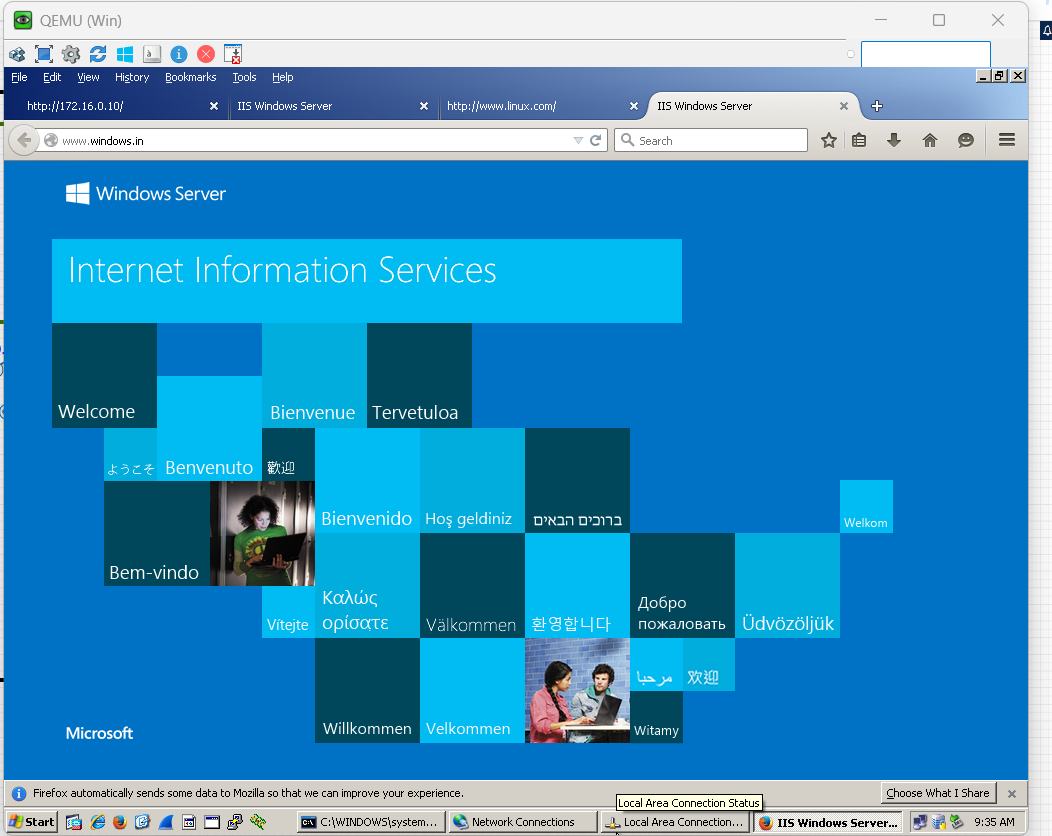 QEMU (Win)
a
File Edit View History Bookmarks Tools Help
http://172.16.0.10/ IIS Windows Server http://www.linux.com/ IIS Windows Server
www.windows.in Search
Windows Server
Internet Information Services
Welcome
Bienvenue
Tervetuloa
ようこそ
Benvenuto
歡迎
Bienvenido
Hoş geldiniz
ברוכים הבאים
Welkom
Bem-vindo
Vítejte
Καλώς
ορίσατε
Välkommen
환영합니다
Добро
пожаловать
Üdvözöljük
مرحبا
欢迎
Willkommen
Velkommen
Witamy
Microsoft
Firefox automatically sends some data to Mozilla so that we can improve your experience. Choose What I Share
Local Area Connection Status
Start C:\WINDOWS\system... Network Connections Local Area Connection... IIS Windows Server... 9:35 AM